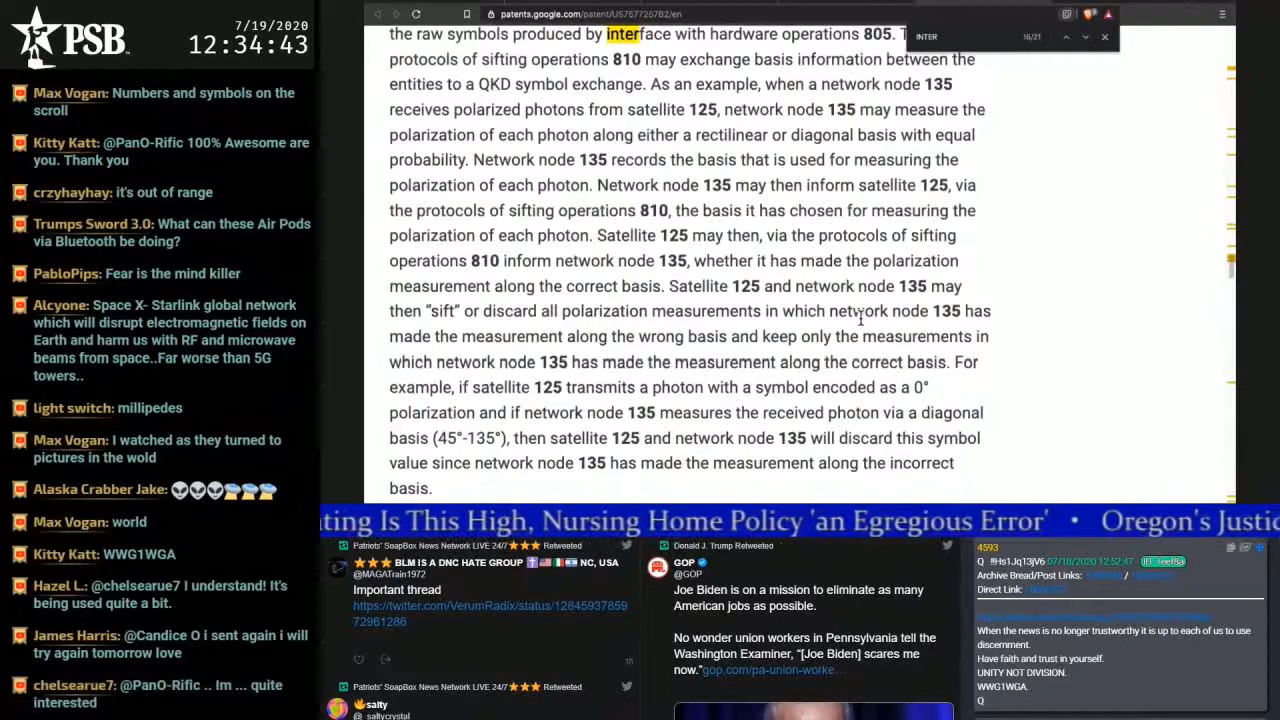 7/19/2020
PSB
12:34:43
Max Vogan: Numbers and symbols on the
scroll
Kitty Katt: @PanO-Rific 100% Awesome are
you. Thank you
crzyhayhay: it's out of range
Trumps Sword 3.0: What can these Air Pods
via Bluetooth be doing?
PabloPips: Fear is the mind killer
Alcyone: Space X- Starlink global network
which will disrupt electromagnetic fields on
Earth and harm us with RF and microwave
beams from space..Far worse than 5G
towers..
light switch: millipedes
Max Vogan: I watched as they turned to
pictures in the wold
Alaska Crabber Jake: 👽👽👽
Max Vogan: world
Kitty Katt: WWG1WGA
Hazel L.: @chelsearue7 I understand! It's
being used quite a bit.
James Harris: @Candice O i sent again i will
try again tomorrow love
chelsearue7: @PanO-Rific .. Im ... quite
interested
patents.google.com/patent/US7577257B2/en
INTER
16/21
the raw symbols produced by interface with hardware operations 805. T
protocols of sifting operations 810 may exchange basis information between the
entities to a QKD symbol exchange. As an example, when a network node 135
receives polarized photons from satellite 125, network node 135 may measure the
polarization of each photon along either a rectilinear or diagonal basis with equal
probability. Network node 135 records the basis that is used for measuring the
polarization of each photon. Network node 135 may then inform satellite 125, via
the protocols of sifting operations 810, the basis it has chosen for measuring the
polarization of each photon. Satellite 125 may then, via the protocols of sifting
operations 810 inform network node 135, whether it has made the polarization
measurement along the correct basis. Satellite 125 and network node 135 may
then “sift” or discard all polarization measurements in which network node 135 has
made the measurement along the wrong basis and keep only the measurements in
which network node 135 has made the measurement along the correct basis. For
example, if satellite 125 transmits a photon with a symbol encoded as a 0°
polarization and if network node 135 measures the received photon via a diagonal
basis (45°-135°), then satellite 125 and network node 135 will discard this symbol
value since network node 135 has made the measurement along the incorrect
basis.
ting Is This High, Nursing Home Policy 'an Egregious Error' • Oregon's Justic
Patriots' SoapBox News Network LIVE 24/7⭐⭐⭐ Retweeted
⭐⭐⭐ BLM IS A DNC HATE GROUP ✝️🇺🇸🇮🇹🇮🇱 NC, USA
@MAGATrain1972
Important thread
https://twitter.com/VerumRadix/status/12845937859
72961286
1h
Patriots' SoapBox News Network LIVE 24/7⭐⭐⭐ Retweeted
🔥salty
@_saltycrystal
Donald J. Trump Retweeted
GOP
@GOP
Joe Biden is on a mission to eliminate as many
American jobs as possible.
No wonder union workers in Pennsylvania tell the
Washington Examiner, “[Joe Biden] scares me
now.”gop.com/pa-union-worke…
4593
Q !!Hs1Jq13jV6 07/18/2020 12:52:47 ID: 1eef8a
Archive Bread/Post Links: /
Direct Link:
When the news is no longer trustworthy it is up to each of us to use
discernment.
Have faith and trust in yourself.
UNITY NOT DIVISION.
WWG1WGA.
Q